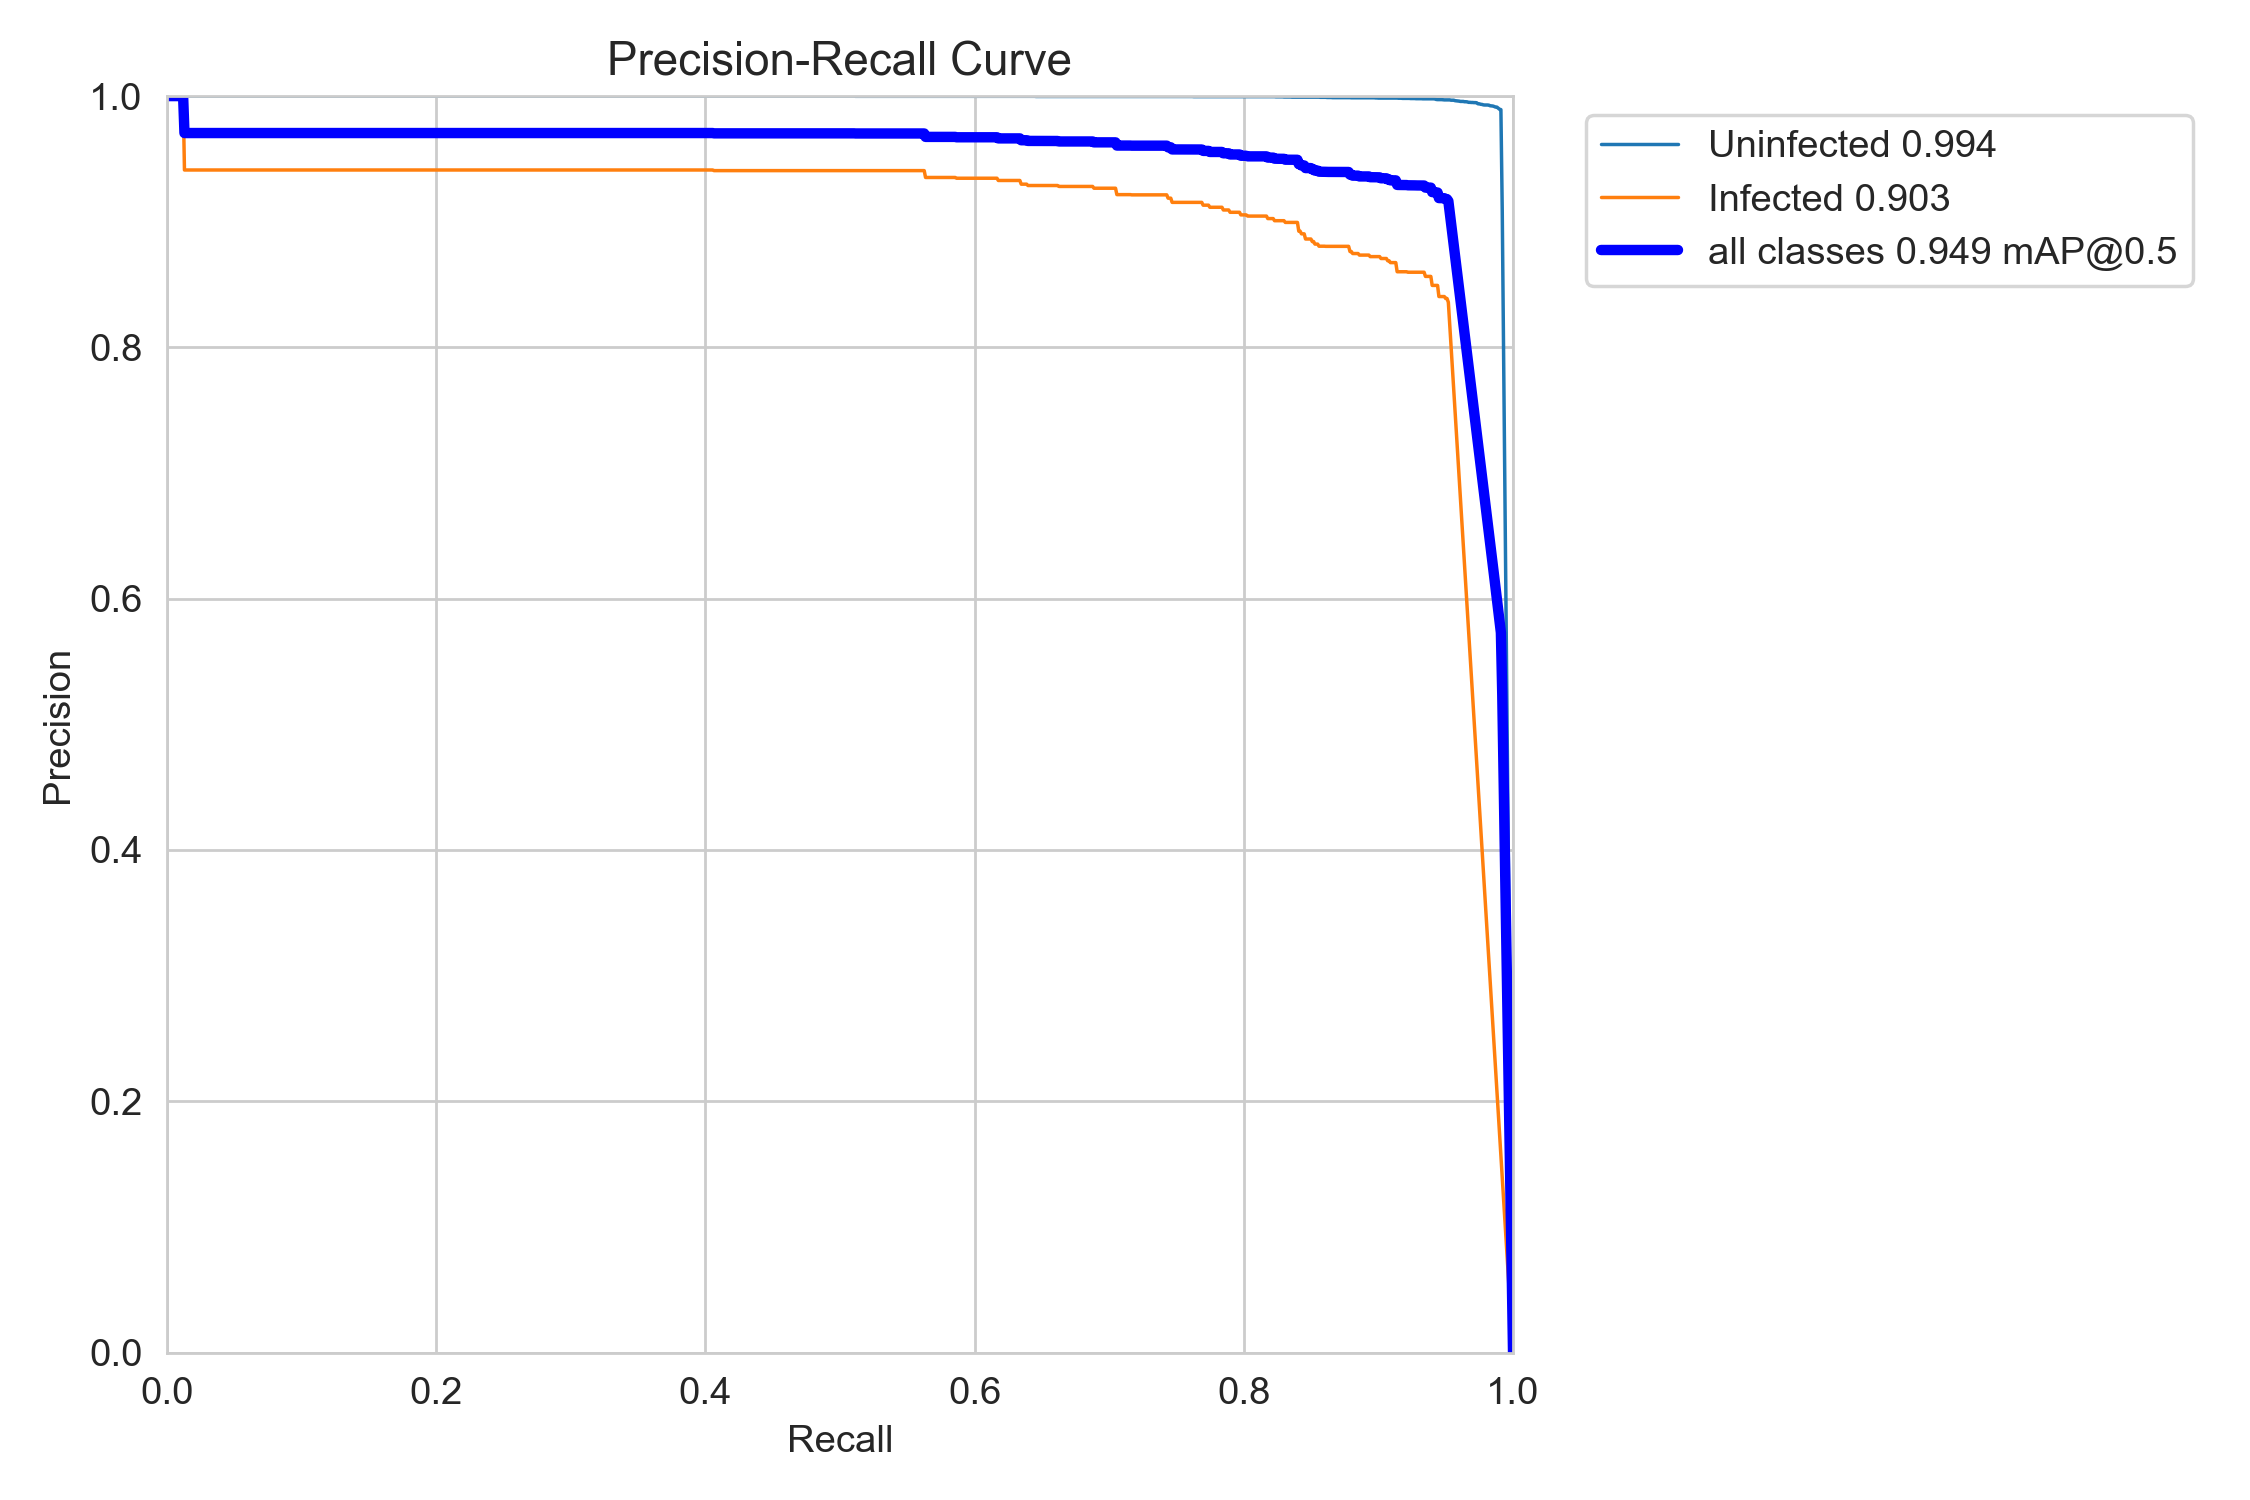 Precision-Recall Curve
1.0
0.8
0.6
0.4
0.2
0.0
Precision
0.0 0.2 0.4 0.6 0.8 1.0
Recall
Uninfected 0.994
Infected 0.903
all classes 0.949 mAP@0.5